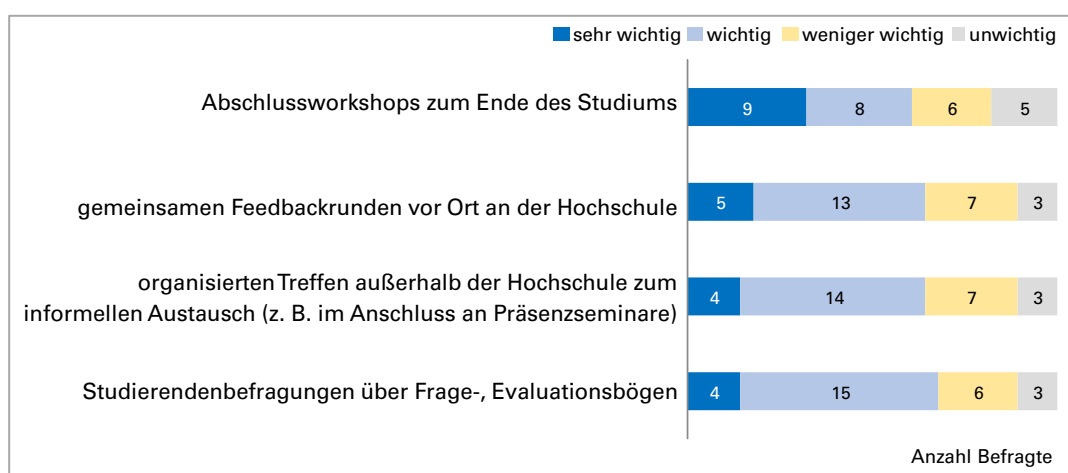 sehr wichtig wichtig weniger wichtig unwichtig
Abschlussworkshops zum Ende des Studiums
9 8 6 5
gemeinsamen Feedbackrunden vor Ort an der Hochschule
5 13 7 3
organisierten Treffen außerhalb der Hochschule zum
informellen Austausch (z. B. im Anschluss an Präsenzseminare)
4 14 7 3
Studierendenbefragungen über Frage-, Evaluationsbögen
4 15 6 3
Anzahl Befragte